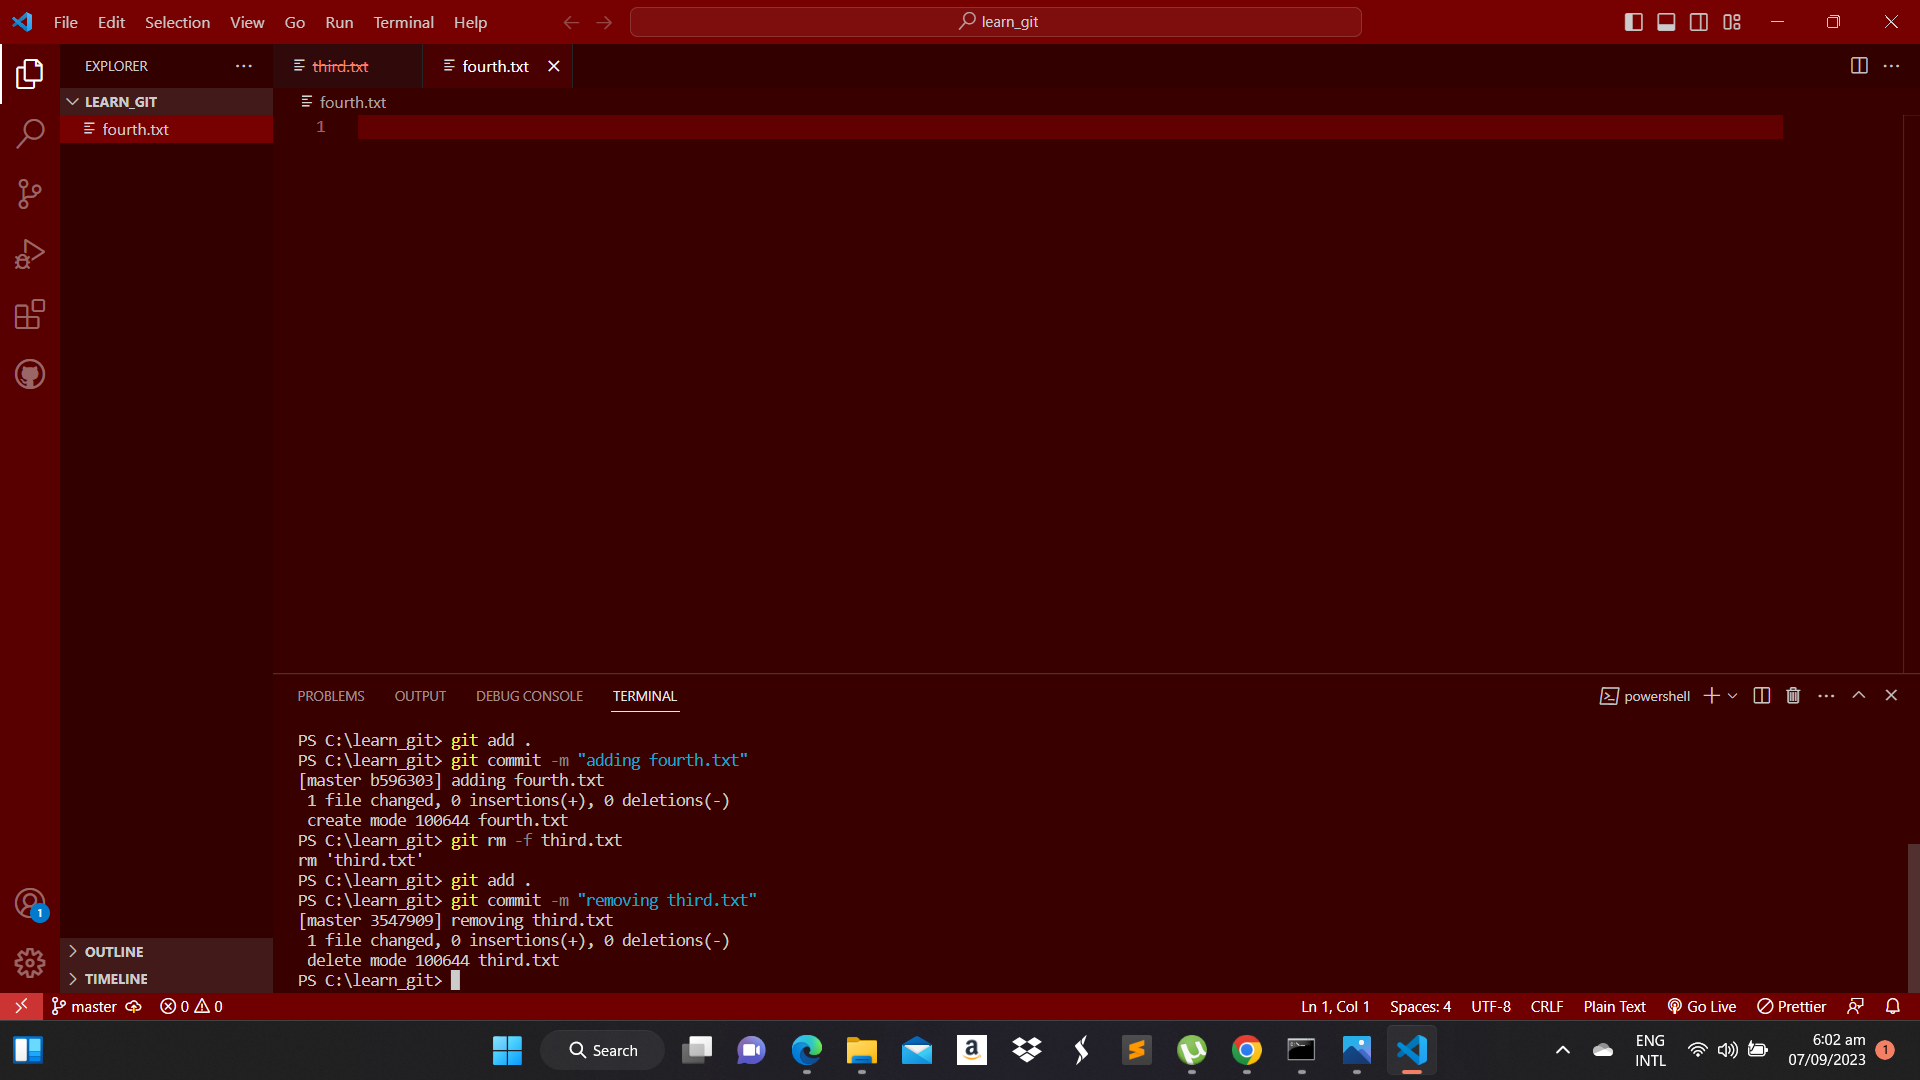 File Edit Selection View Go Run Terminal Help
learn_git
EXPLORER
third.txt
fourth.txt
LEARN_GIT
fourth.txt
fourth.txt
1
PROBLEMS OUTPUT DEBUG CONSOLE TERMINAL
powershell
PS C:\learn_git> git add .
PS C:\learn_git> git commit -m "adding fourth.txt"
[master b596303] adding fourth.txt
1 file changed, 0 insertions(+), 0 deletions(-)
create mode 100644 fourth.txt
PS C:\learn_git> git rm -f third.txt
rm 'third.txt'
PS C:\learn_git> git add .
PS C:\learn_git> git commit -m "removing third.txt"
[master 3547909] removing third.txt
1 file changed, 0 insertions(+), 0 deletions(-)
delete mode 100644 third.txt
PS C:\learn_git>
1
OUTLINE
TIMELINE
master 0 0
Ln 1, Col 1 Spaces: 4 UTF-8 CRLF Plain Text Go Live Prettier
Search
a
ENG
INTL
6:02 am
07/09/2023
1